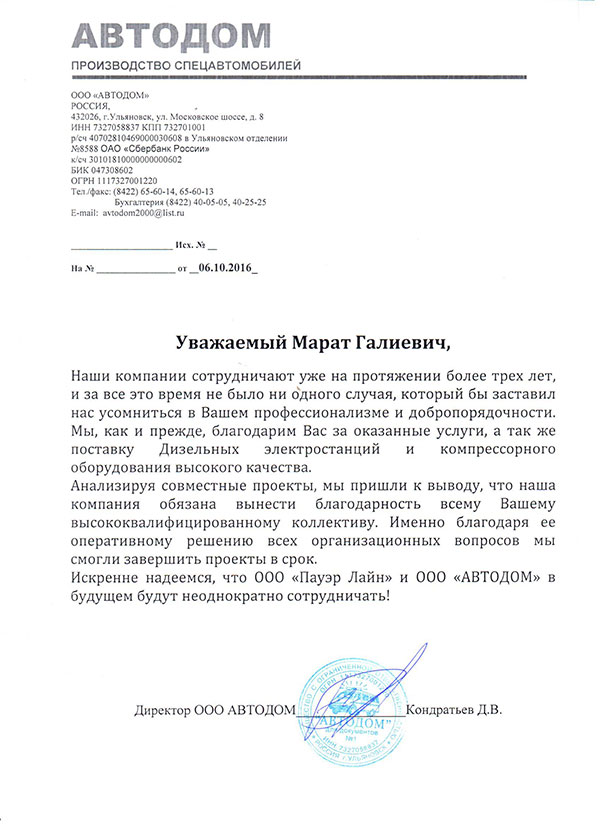 АВТОДОМ
ПРОИЗВОДСТВО СПЕЦАВТОМОБИЛЕЙ
ООО «АВТОДОМ»
РОССИЯ,
432026, г.Ульяновск, ул. Московское шоссе, д. 8
ИНН 7327058837 КПП 732701001
р/сч 40702810469000030608 в Ульяновском отделении
№8588 ОАО «Сбербанк России»
к/сч 30101810000000000602
БИК 047308602
ОГРН 1117327001220
Тел./факс: (8422) 65-60-14, 65-60-13
Бухгалтерия (8422) 40-05-05, 40-25-25
E-mail: avtodom2000@list.ru
____________________ Исх. № __
На № ________________ от __06.10.2016_
Уважаемый Марат Галиевич,
Наши компании сотрудничают уже на протяжении более трех лет,
и за все это время не было ни одного случая, который бы заставил
нас усомниться в Вашем профессионализме и добропорядочности.
Мы, как и прежде, благодарим Вас за оказанные услуги, а так же
поставку Дизельных электростанций и компрессорного
оборудования высокого качества.
Анализируя совместные проекты, мы пришли к выводу, что наша
компания обязана вынести благодарность всему Вашему
высококвалифицированному коллективу. Именно благодаря ее
оперативному решению всех организационных вопросов мы
смогли завершить проекты в срок.
Искренне надеемся, что ООО «Пауэр Лайн» и ООО «АВТОДОМ» в
будущем будут неоднократно сотрудничать!
Директор ООО АВТОДОМ____________________Кондратьев Д.В.
"АВТОДОМ"
для документов
№1
ИНН 7327058837
РОССИЯ г.УЛЬЯНОВСК